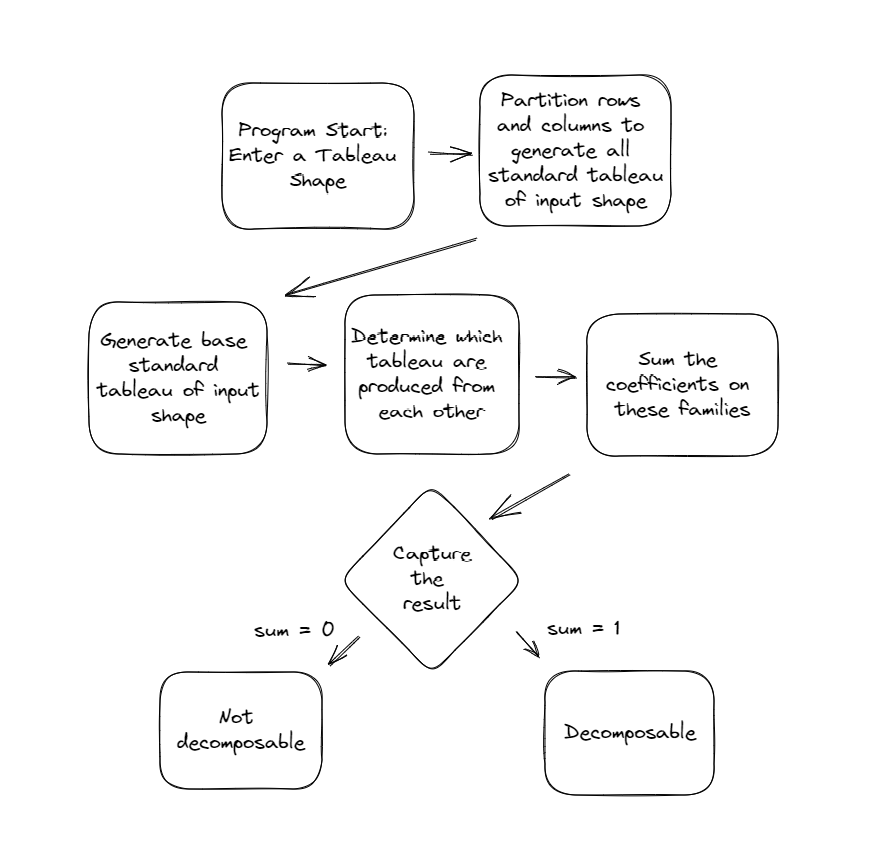 Program Start:
Enter a Tableau
Shape
Partition rows
and columns to
generate all
standard tableau
of input shape
Generate base
standard
tableau of input
shape
Determine which
tableau are
produced from
each other
Sum the
coefficients on
these families
Capture
the
result
sum = 0
sum = 1
Not
decomposable
Decomposable